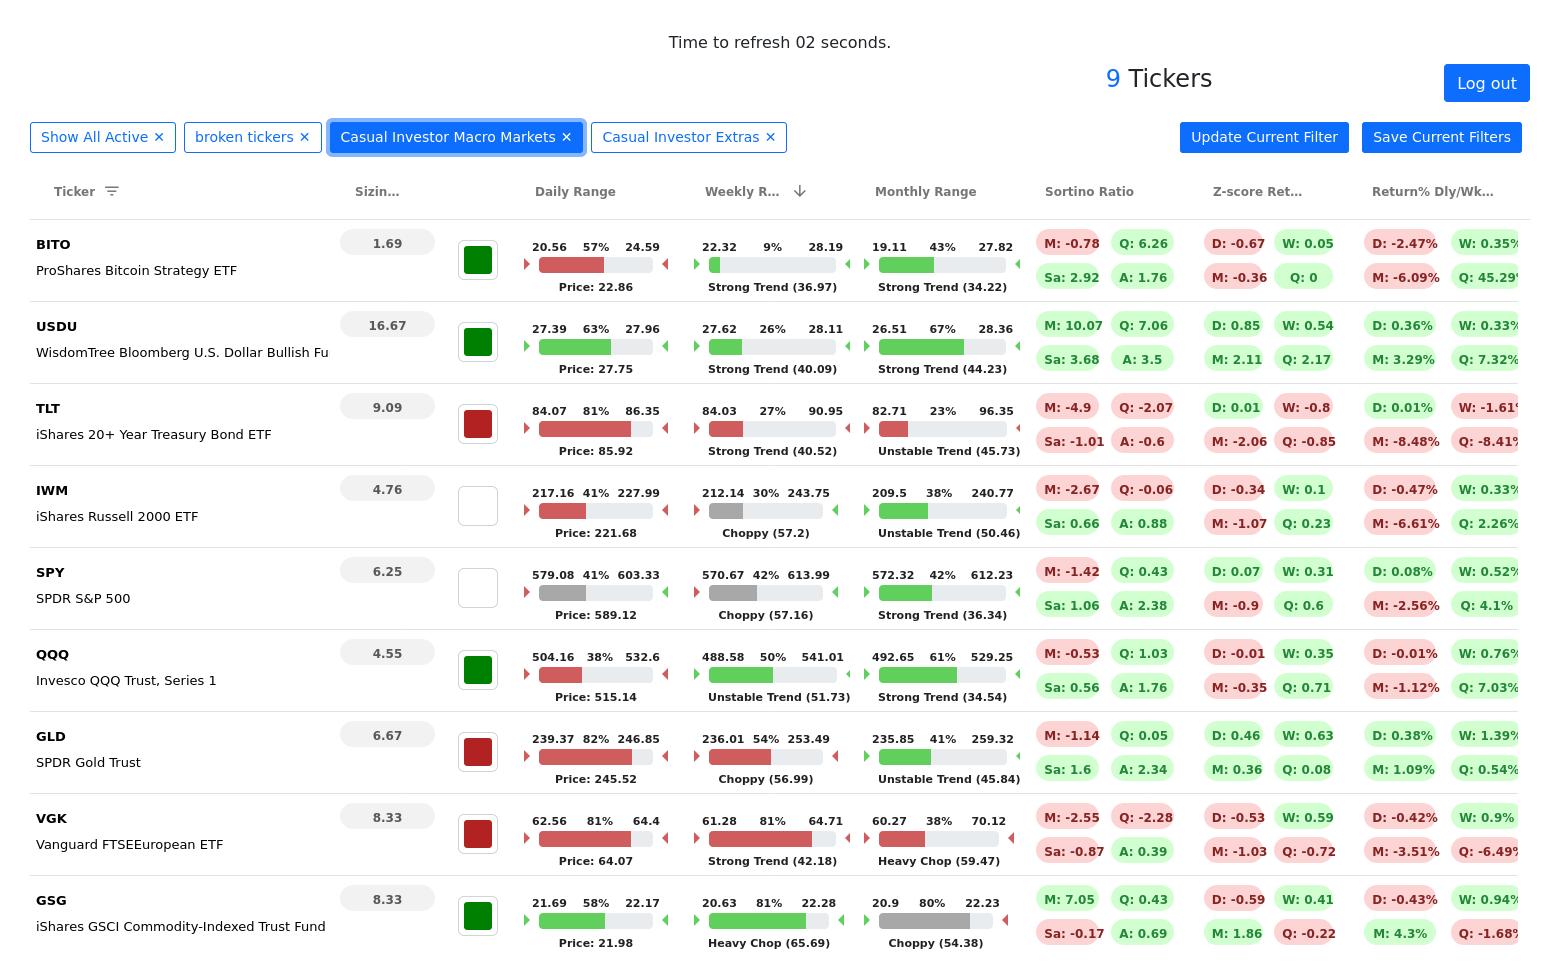 Time to refresh 02 seconds.
9 Tickers
Log out
Show All Active ✕ broken tickers ✕ Casual Investor Macro Markets ✕ Casual Investor Extras ✕ Update Current Filter Save Current Filters
Ticker Sizin... Daily Range Weekly R... Monthly Range Sortino Ratio Z-score Ret... Return% Dly/Wk...
BITO 1.69 20.56 57% 24.59 22.32 9% 28.19 19.11 43% 27.82 M: -0.78 Q: 6.26 D: -0.67 W: 0.05 D: -2.47% W: 0.35%
ProShares Bitcoin Strategy ETF Price: 22.86 Strong Trend (36.97) Strong Trend (34.22) Sa: 2.92 A: 1.76 M: -0.36 Q: 0 M: -6.09% Q: 45.29%
USDU 16.67 27.39 63% 27.96 27.62 26% 28.11 26.51 67% 28.36 M: 10.07 Q: 7.06 D: 0.85 W: 0.54 D: 0.36% W: 0.33%
WisdomTree Bloomberg U.S. Dollar Bullish Fu Price: 27.75 Strong Trend (40.09) Strong Trend (44.23) Sa: 3.68 A: 3.5 M: 2.11 Q: 2.17 M: 3.29% Q: 7.32%
TLT 9.09 84.07 81% 86.35 84.03 27% 90.95 82.71 23% 96.35 M: -4.9 Q: -2.07 D: 0.01 W: -0.8 D: 0.01% W: -1.61%
iShares 20+ Year Treasury Bond ETF Price: 85.92 Strong Trend (40.52) Unstable Trend (45.73) Sa: -1.01 A: -0.6 M: -2.06 Q: -0.85 M: -8.48% Q: -8.41%
IWM 4.76 217.16 41% 227.99 212.14 30% 243.75 209.5 38% 240.77 M: -2.67 Q: -0.06 D: -0.34 W: 0.1 D: -0.47% W: 0.33%
iShares Russell 2000 ETF Price: 221.68 Choppy (57.2) Unstable Trend (50.46) Sa: 0.66 A: 0.88 M: -1.07 Q: 0.23 M: -6.61% Q: 2.26%
SPY 6.25 579.08 41% 603.33 570.67 42% 613.99 572.32 42% 612.23 M: -1.42 Q: 0.43 D: 0.07 W: 0.31 D: 0.08% W: 0.52%
SPDR S&P 500 Price: 589.12 Choppy (57.16) Strong Trend (36.34) Sa: 1.06 A: 2.38 M: -0.9 Q: 0.6 M: -2.56% Q: 4.1%
QQQ 4.55 504.16 38% 532.6 488.58 50% 541.01 492.65 61% 529.25 M: -0.53 Q: 1.03 D: -0.01 W: 0.35 D: -0.01% W: 0.76%
Invesco QQQ Trust, Series 1 Price: 515.14 Unstable Trend (51.73) Strong Trend (34.54) Sa: 0.56 A: 1.76 M: -0.35 Q: 0.71 M: -1.12% Q: 7.03%
GLD 6.67 239.37 82% 246.85 236.01 54% 253.49 235.85 41% 259.32 M: -1.14 Q: 0.05 D: 0.46 W: 0.63 D: 0.38% W: 1.39%
SPDR Gold Trust Price: 245.52 Choppy (56.99) Unstable Trend (45.84) Sa: 1.6 A: 2.34 M: 0.36 Q: 0.08 M: 1.09% Q: 0.54%
VGK 8.33 62.56 81% 64.4 61.28 81% 64.71 60.27 38% 70.12 M: -2.55 Q: -2.28 D: -0.53 W: 0.59 D: -0.42% W: 0.9%
Vanguard FTSEEuropean ETF Price: 64.07 Strong Trend (42.18) Heavy Chop (59.47) Sa: -0.87 A: 0.39 M: -1.03 Q: -0.72 M: -3.51% Q: -6.49%
GSG 8.33 21.69 58% 22.17 20.63 81% 22.28 20.9 80% 22.23 M: 7.05 Q: 0.43 D: -0.59 W: 0.41 D: -0.43% W: 0.94%
iShares GSCI Commodity-Indexed Trust Fund Price: 21.98 Heavy Chop (65.69) Choppy (54.38) Sa: -0.17 A: 0.69 M: 1.86 Q: -0.22 M: 4.3% Q: -1.68%